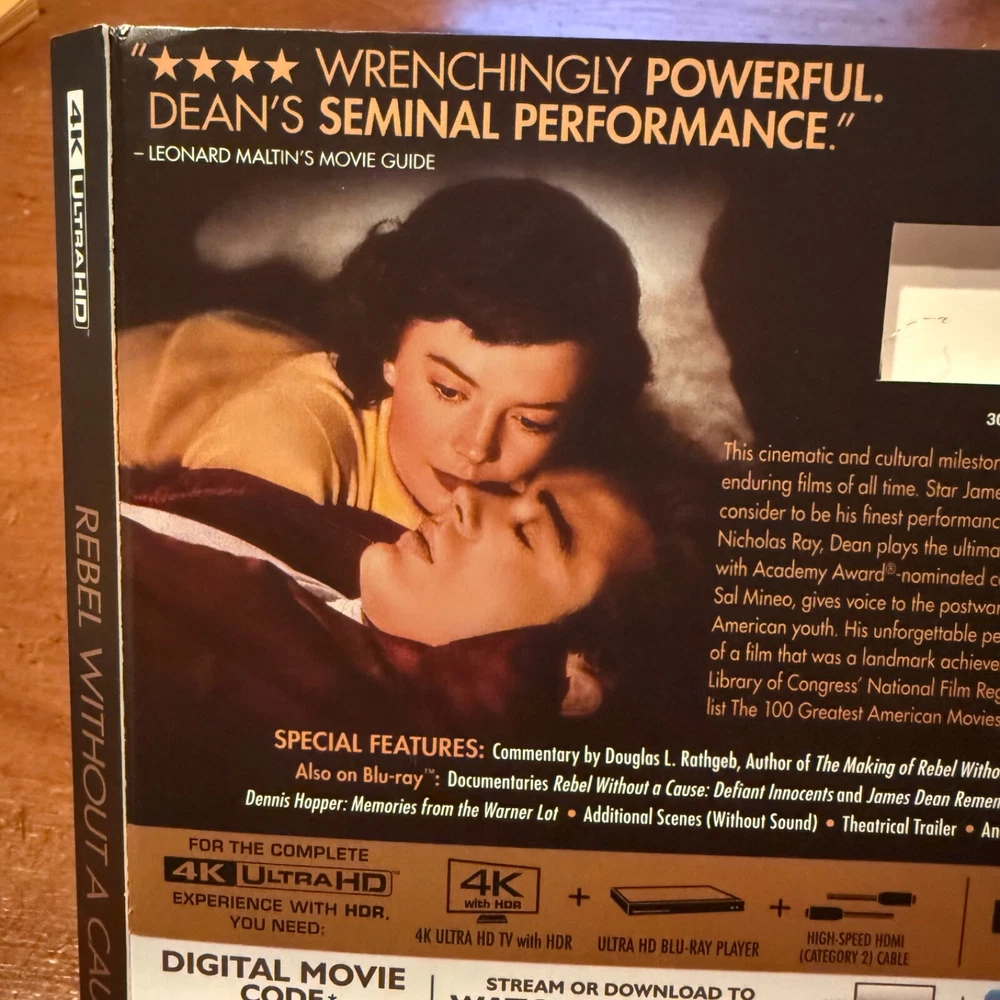 "★★★★ WRENCHINGLY POWERFUL.
DEAN'S SEMINAL PERFORMANCE."
– LEONARD MALTIN'S MOVIE GUIDE
4K ULTRA HD™
REBEL WITHOUT A CAU
30
This cinematic and cultural mileston
enduring films of all time. Star Jame
consider to be his finest performanc
Nicholas Ray, Dean plays the ultima
with Academy Award®-nominated c
Sal Mineo, gives voice to the postwar
American youth. His unforgettable pe
of a film that was a landmark achieve
Library of Congress' National Film Reg
list The 100 Greatest American Movies
SPECIAL FEATURES: Commentary by Douglas L. Rathgeb, Author of The Making of Rebel Witho
Also on Blu-ray™: Documentaries Rebel Without a Cause: Defiant Innocents and James Dean Remem
Dennis Hopper: Memories from the Warner Lot • Additional Scenes (Without Sound) • Theatrical Trailer • An
FOR THE COMPLETE
4K ULTRA HD™
EXPERIENCE WITH HDR,
YOU NEED:
4K
with HDR
4K ULTRA HD TV with HDR
+
ULTRA HD BLU-RAY PLAYER
+
HIGH-SPEED HDMI
(CATEGORY 2) CABLE
DIGITAL MOVIE
CODE*
STREAM OR DOWNLOAD TO